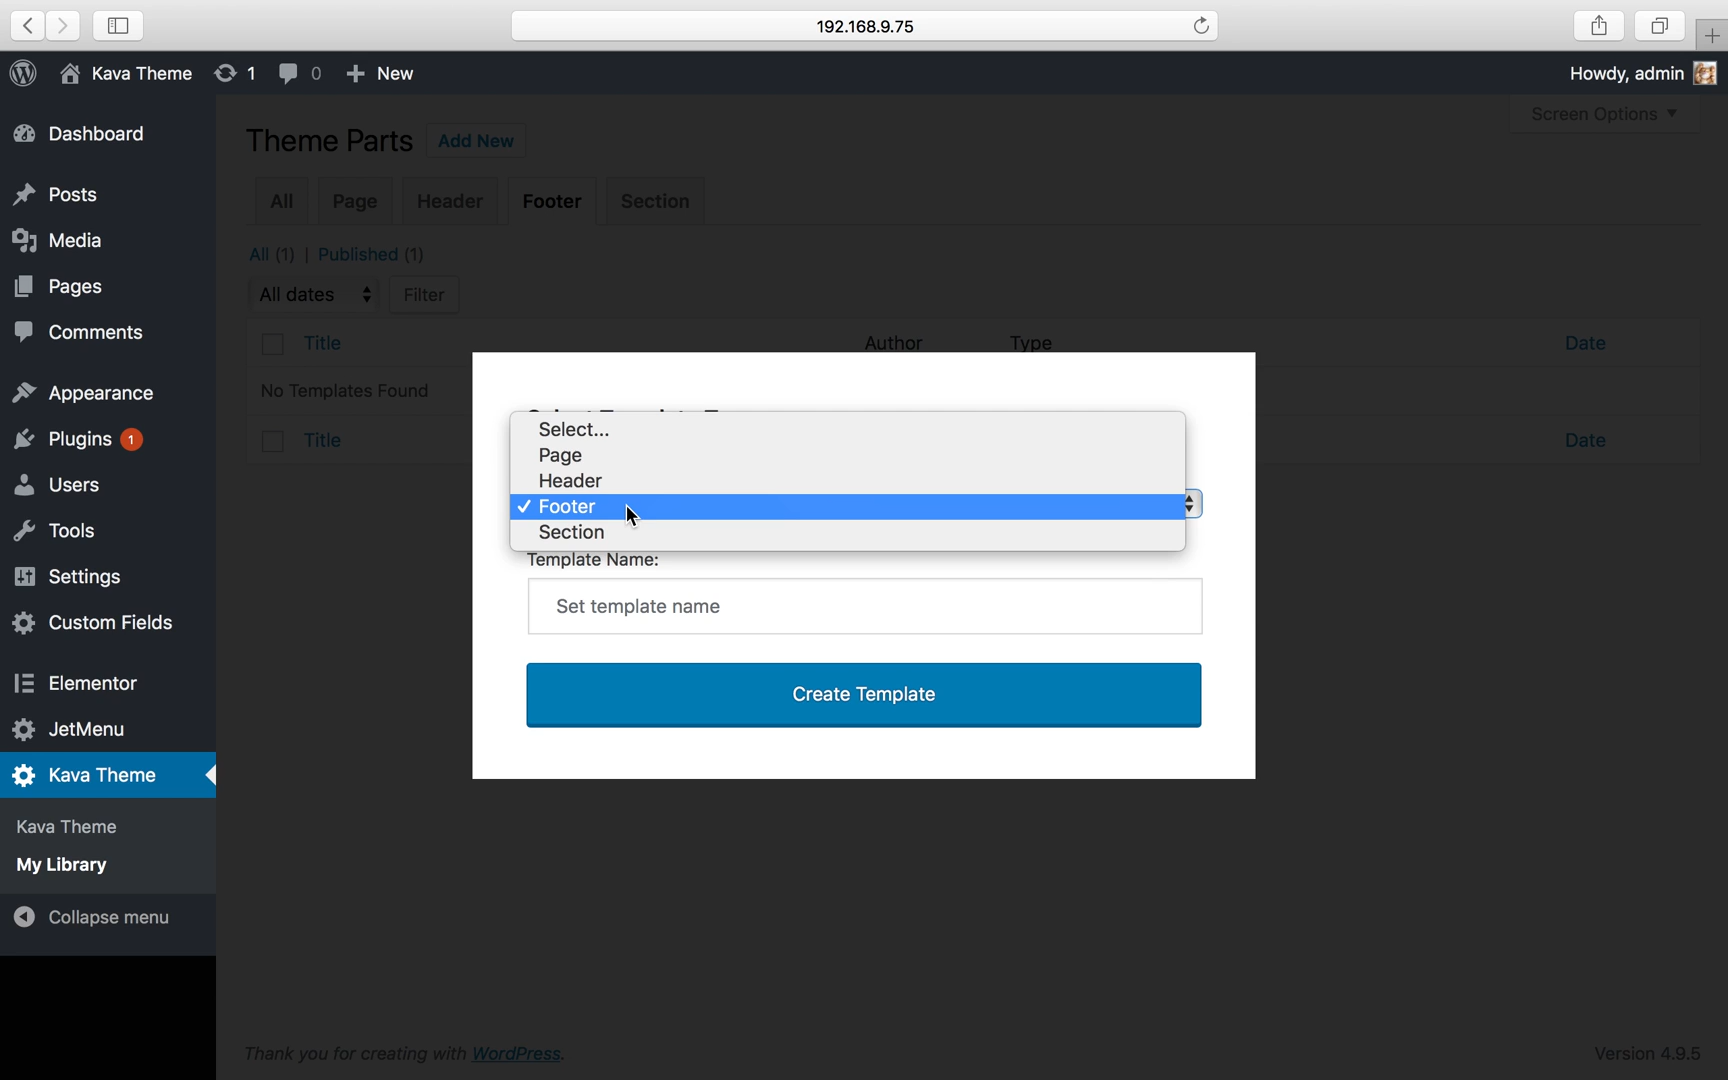 192.168.9.75
Kava Theme 1 0 New
Howdy, admin
Dashboard
Posts
Media
Pages
Comments
Appearance
Plugins 1
Users
Tools
Settings
Custom Fields
Elementor
JetMenu
Kava Theme
Kava Theme
My Library
Collapse menu
Screen Options
Theme Parts Add New
All Page Header Footer Section
All (1) | Published (1)
All dates Filter
Title Author Type Date
No Templates Found
Title Date
Select...
Page
Header
✓ Footer
Section
Template Name:
Set template name
Create Template
Thank you for creating with WordPress.
Version 4.9.5